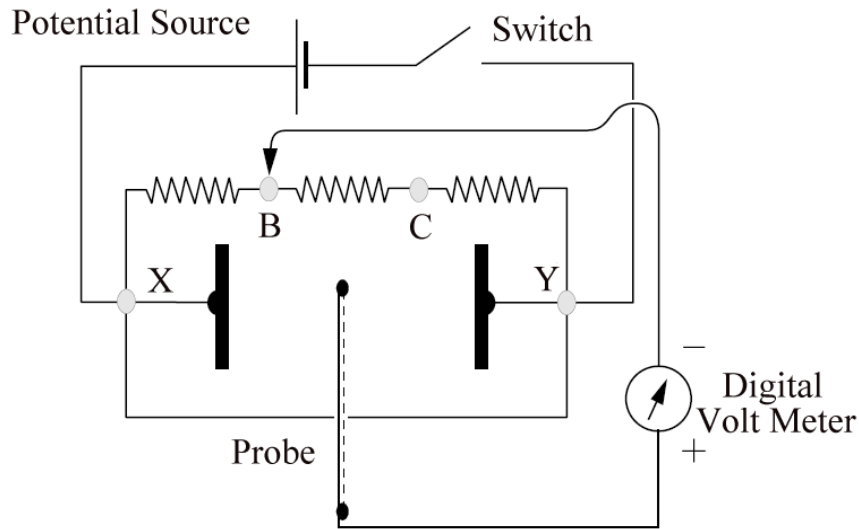 Potential Source
Switch
B
C
X
Y
−
Digital
Volt Meter
+
Probe